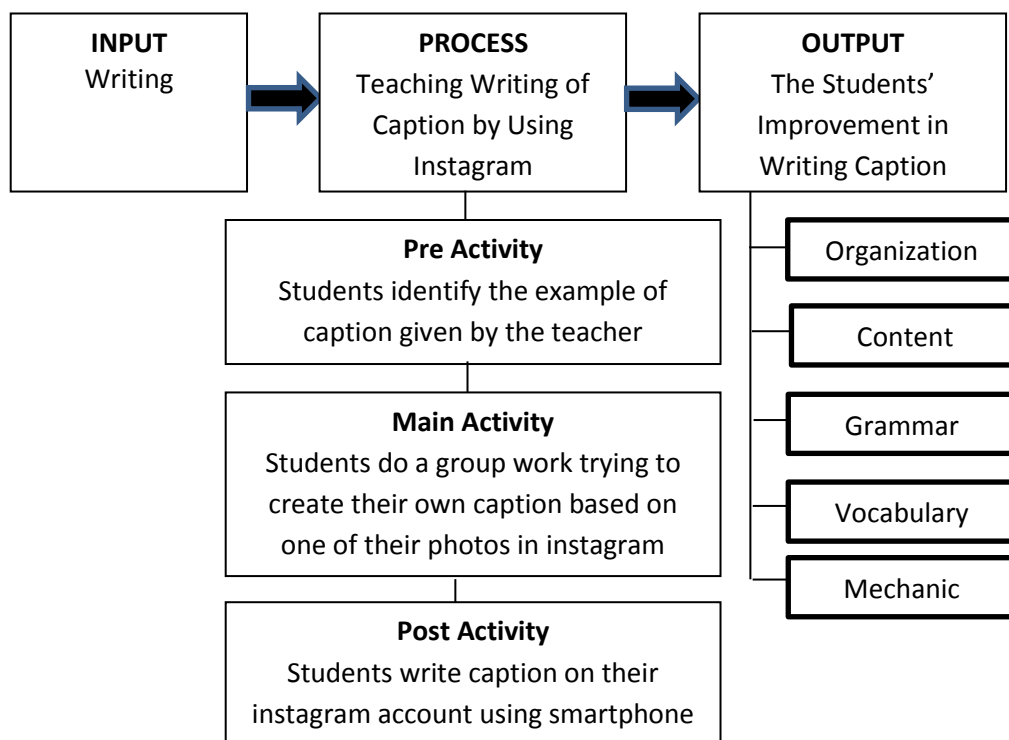 INPUT
Writing
PROCESS
Teaching Writing of
Caption by Using
Instagram
OUTPUT
The Students’
Improvement in
Writing Caption
Pre Activity
Students identify the example of
caption given by the teacher
Main Activity
Students do a group work trying to
create their own caption based on
one of their photos in instagram
Post Activity
Students write caption on their
instagram account using smartphone
Organization
Content
Grammar
Vocabulary
Mechanic